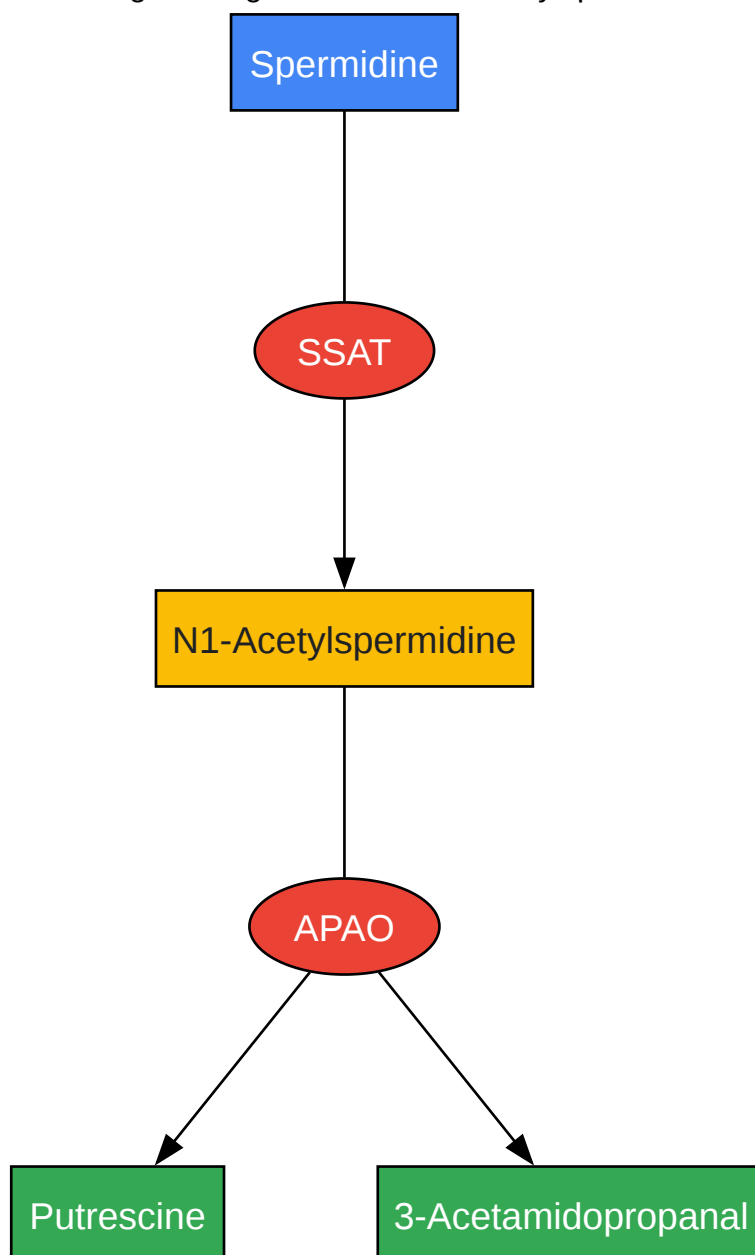 Spermidine
SSAT
N1-Acetylspermidine
APAO
Putrescine
3-Acetamidopropanal